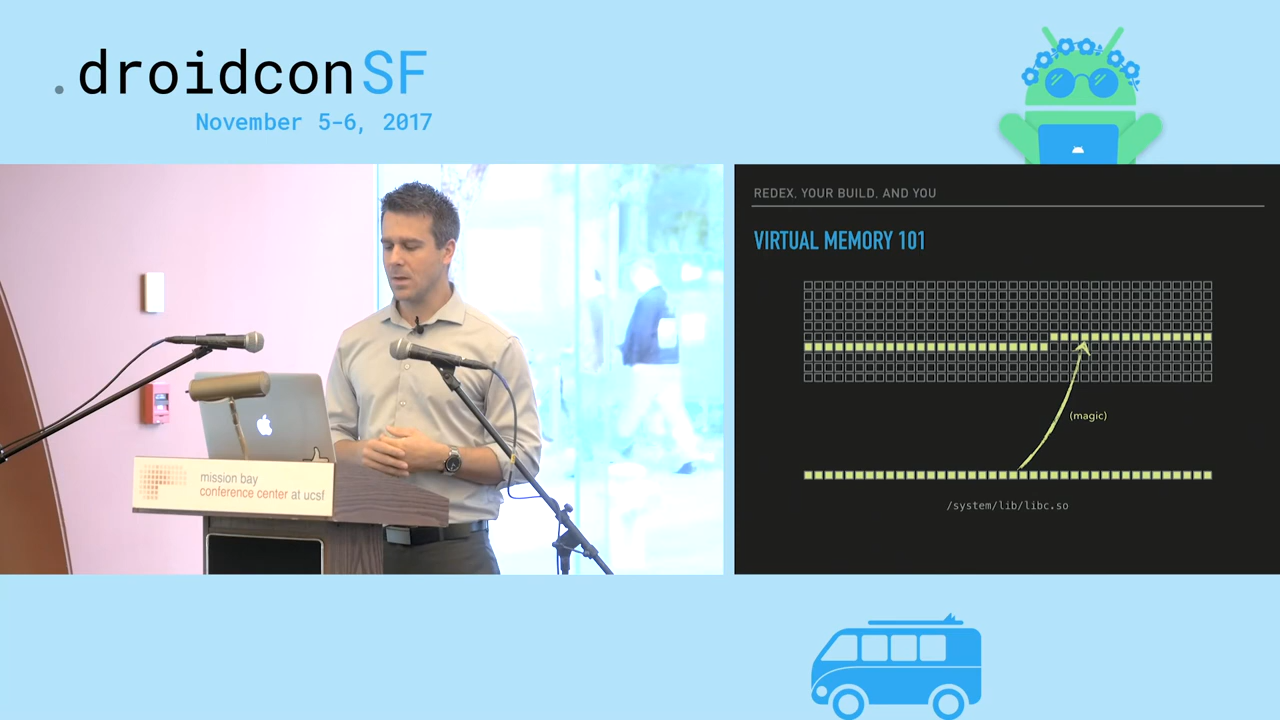 .droidconSF
November 5-6, 2017
REDEX, YOUR BUILD, AND YOU
VIRTUAL MEMORY 101
(magic)
/system/lib/libc.so
mission bay
conference center at ucsf